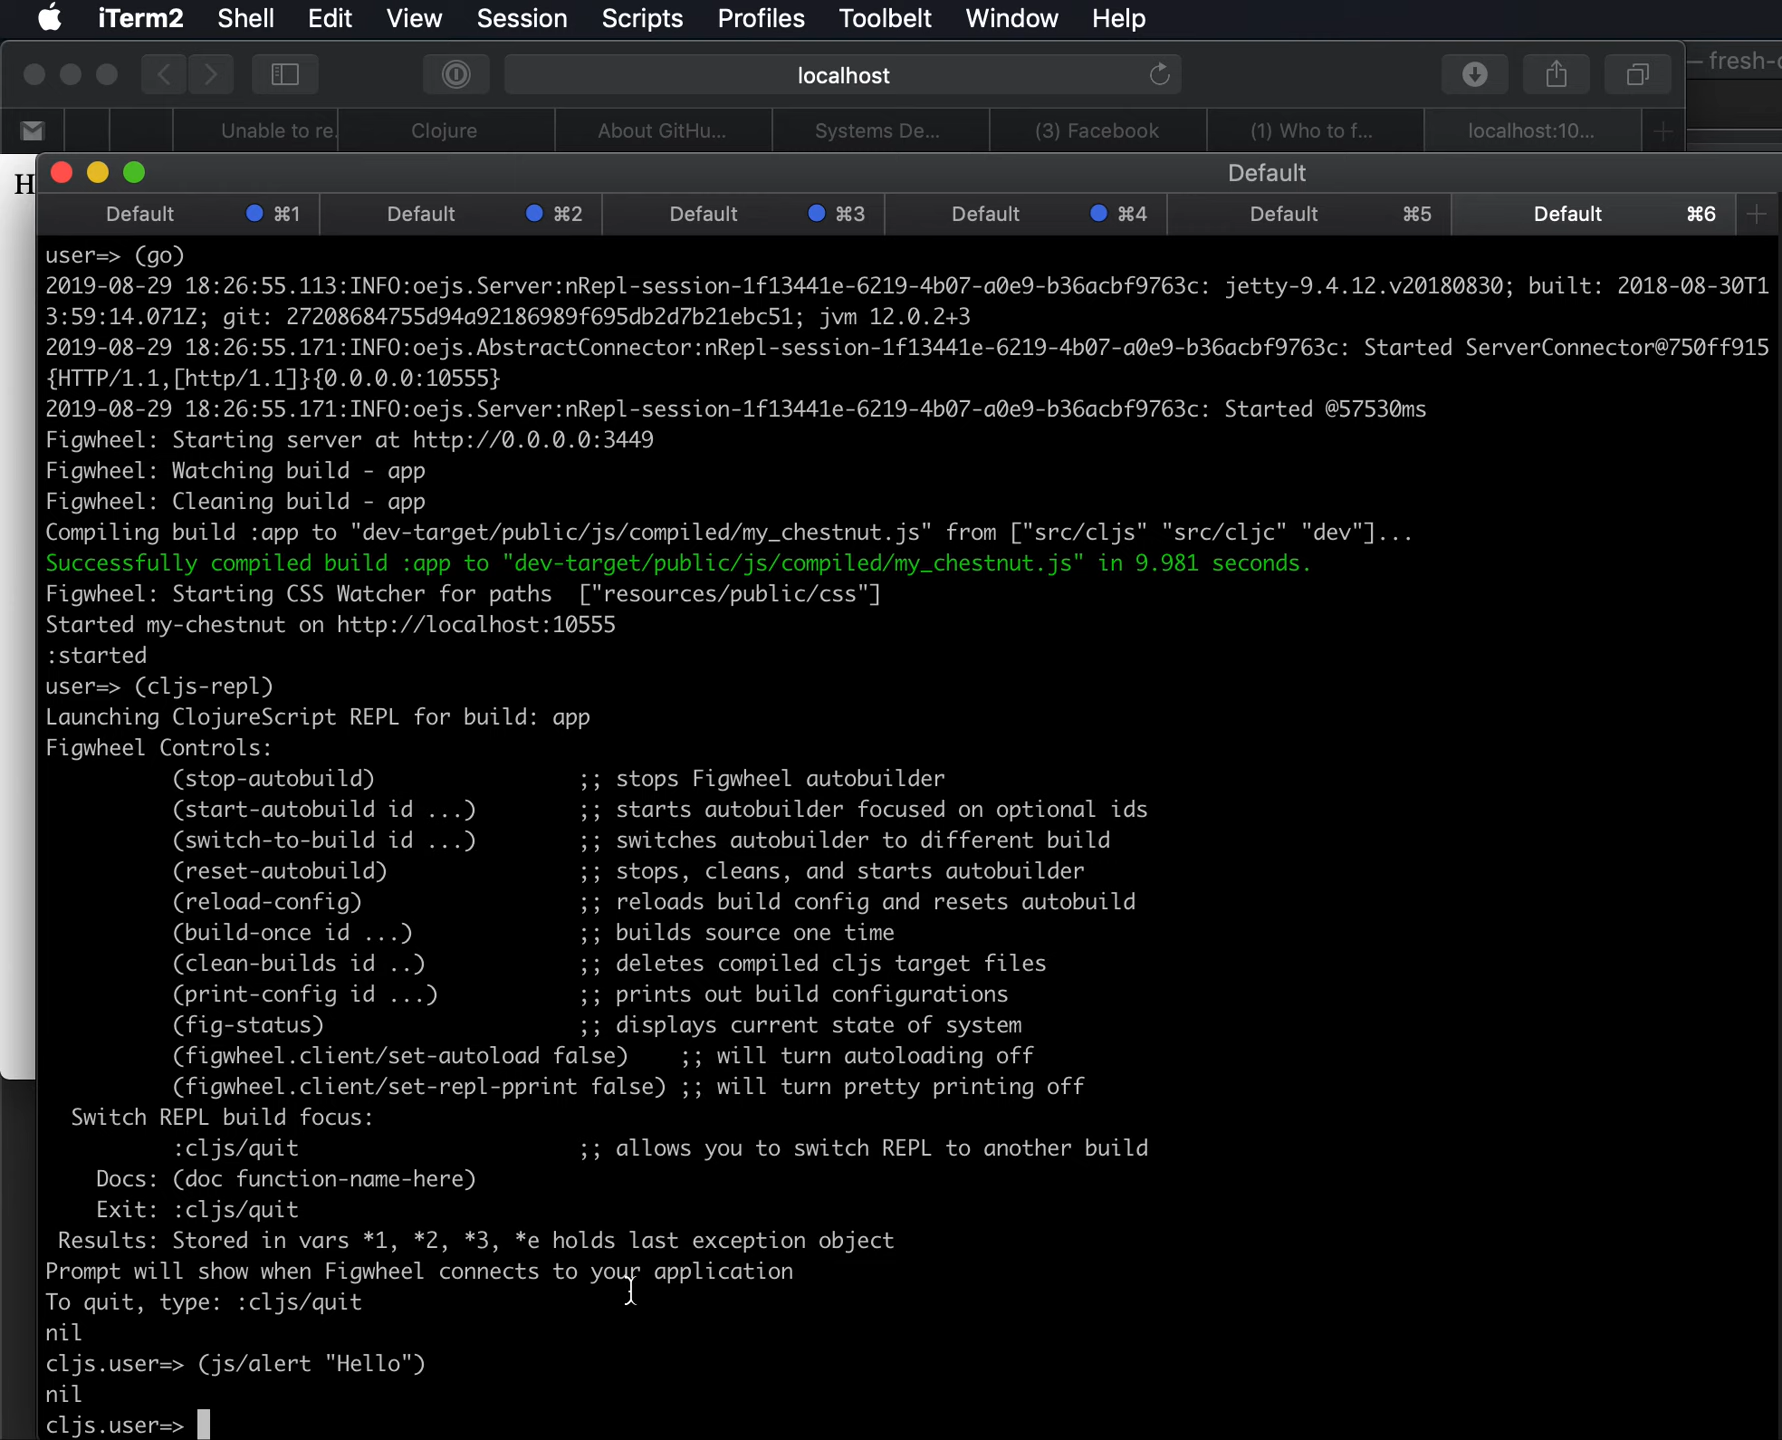 iTerm2 Shell Edit View Session Scripts Profiles Toolbelt Window Help
localhost
— fresh-
Unable to re. Clojure About GitHu... Systems De... (3) Facebook (1) Who to f... localhost:10...
H
Default
Default ⌘1 Default ⌘2 Default ⌘3 Default ⌘4 Default ⌘5 Default ⌘6
user=> (go)
2019-08-29 18:26:55.113:INFO:oejs.Server:nRepl-session-1f13441e-6219-4b07-a0e9-b36acbf9763c: jetty-9.4.12.v20180830; built: 2018-08-30T1
3:59:14.071Z; git: 27208684755d94a92186989f695db2d7b21ebc51; jvm 12.0.2+3
2019-08-29 18:26:55.171:INFO:oejs.AbstractConnector:nRepl-session-1f13441e-6219-4b07-a0e9-b36acbf9763c: Started ServerConnector@750ff915
{HTTP/1.1,[http/1.1]}{0.0.0.0:10555}
2019-08-29 18:26:55.171:INFO:oejs.Server:nRepl-session-1f13441e-6219-4b07-a0e9-b36acbf9763c: Started @57530ms
Figwheel: Starting server at http://0.0.0.0:3449
Figwheel: Watching build - app
Figwheel: Cleaning build - app
Compiling build :app to "dev-target/public/js/compiled/my_chestnut.js" from ["src/cljs" "src/cljc" "dev"]...
Successfully compiled build :app to "dev-target/public/js/compiled/my_chestnut.js" in 9.981 seconds.
Figwheel: Starting CSS Watcher for paths  ["resources/public/css"]
Started my-chestnut on http://localhost:10555
:started
user=> (cljs-repl)
Launching ClojureScript REPL for build: app
Figwheel Controls:
(stop-autobuild) ;; stops Figwheel autobuilder
(start-autobuild id ...) ;; starts autobuilder focused on optional ids
(switch-to-build id ...) ;; switches autobuilder to different build
(reset-autobuild) ;; stops, cleans, and starts autobuilder
(reload-config) ;; reloads build config and resets autobuild
(build-once id ...) ;; builds source one time
(clean-builds id ..) ;; deletes compiled cljs target files
(print-config id ...) ;; prints out build configurations
(fig-status) ;; displays current state of system
(figwheel.client/set-autoload false) ;; will turn autoloading off
(figwheel.client/set-repl-pprint false) ;; will turn pretty printing off
Switch REPL build focus:
:cljs/quit ;; allows you to switch REPL to another build
Docs: (doc function-name-here)
Exit: :cljs/quit
Results: Stored in vars *1, *2, *3, *e holds last exception object
Prompt will show when Figwheel connects to your application
To quit, type: :cljs/quit
nil
cljs.user=> (js/alert "Hello")
nil
cljs.user=>